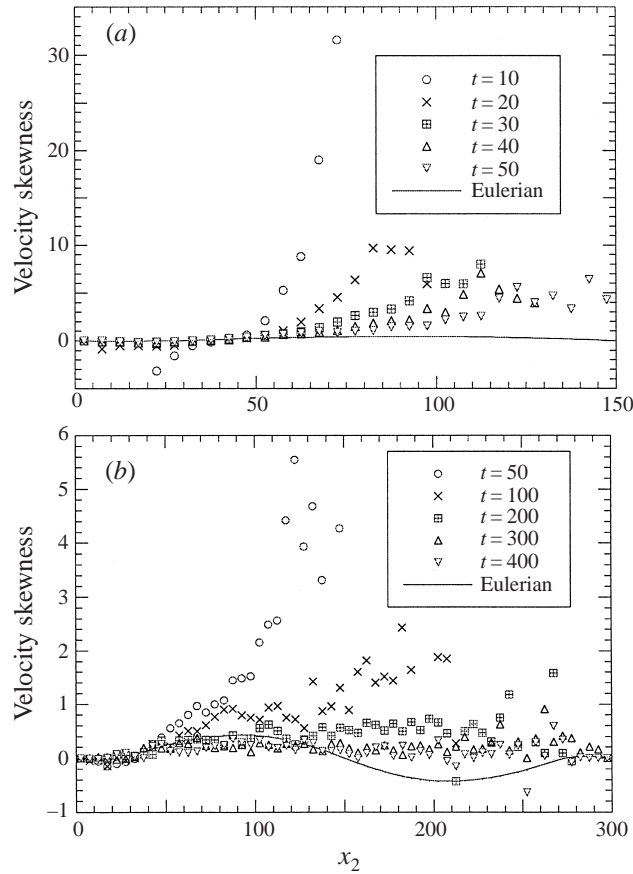 (a)
30
20
10
0
Velocity skewness
t = 10
t = 20
t = 30
t = 40
t = 50
Eulerian
0
50
100
150
(b)
6
5
4
3
2
1
0
–1
Velocity skewness
t = 50
t = 100
t = 200
t = 300
t = 400
Eulerian
0
100
200
300
x₂